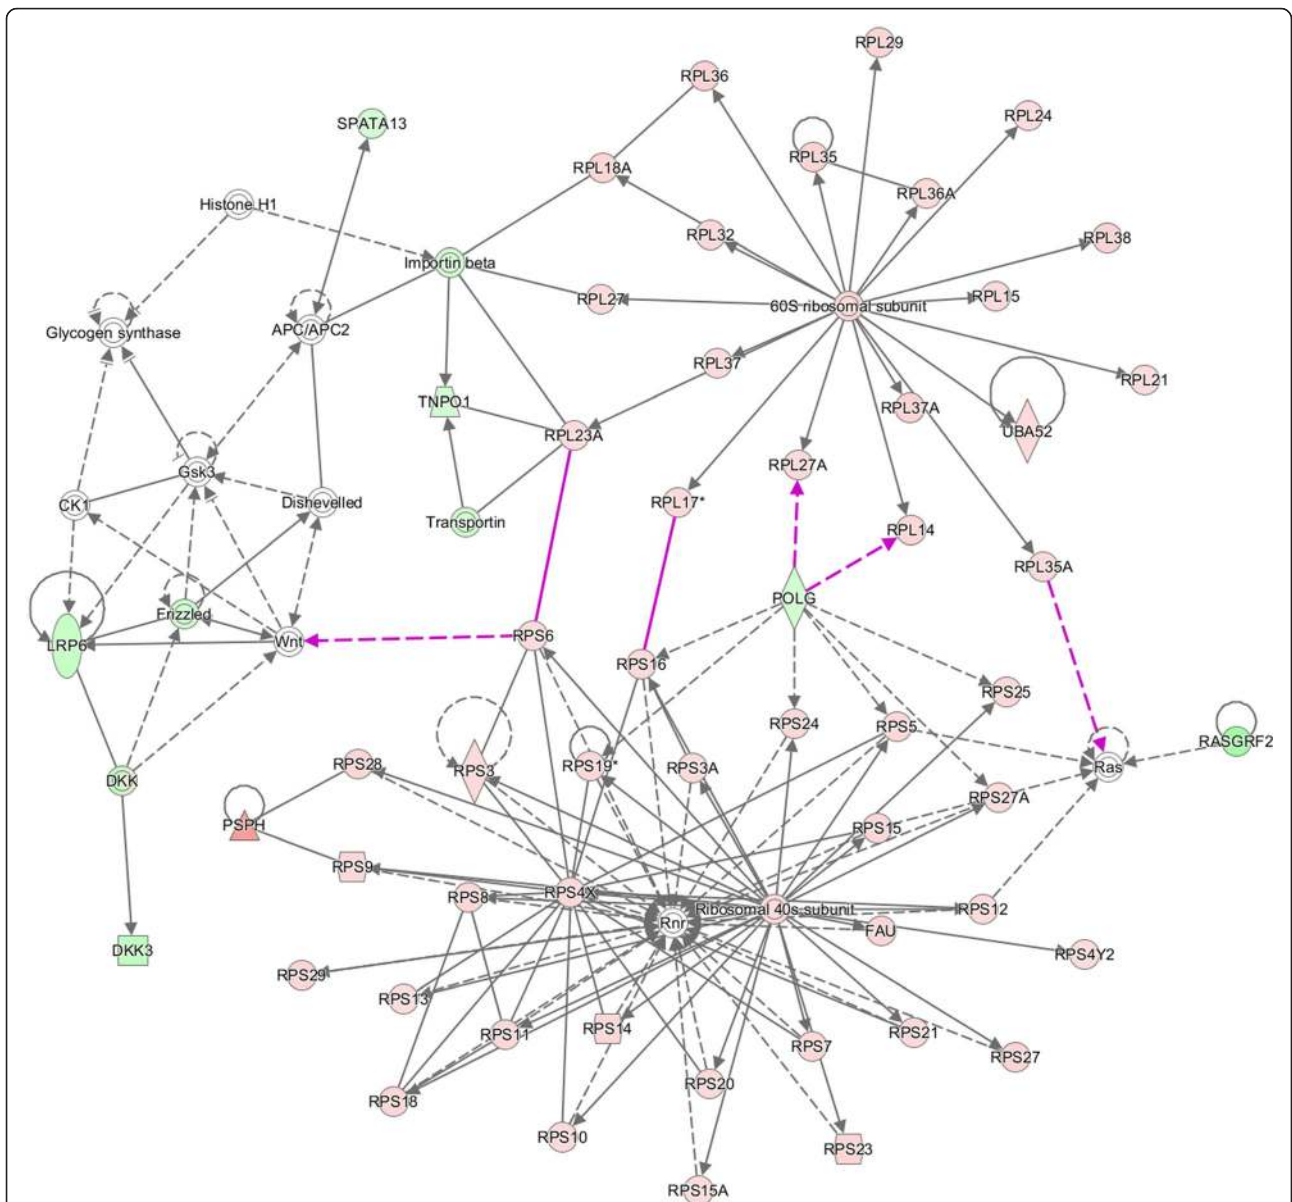 RPL29
RPL36
RPL24
SPATA13
RPL35
RPL18A
RPL36A
Histone H1
RPL32
RPL38
Importin beta
RPL27
RPL15
60S ribosomal subunit
Glycogen synthase
APC/APC2
RPL37
RPL21
TNPO1
RPL37A
RPL23A
UBA52
RPL27A
Gsk3
CK1
Dishevelled
RPL17*
Transportin
RPL14
RPL35A
POLG
Frizzled
LRP6
Wnt
RPS6
RPS16
RPS25
RPS24
RPS5
RASGRF2
RPS28
RPS3
RPS19*
RPS3A
Ras
DKK
RPS27A
PSPH
RPS15
RPS9
RPS8
RPS4X
Ribosomal 40s subunit
RPS12
Rnr
FAU
DKK3
RPS4Y2
RPS29
RPS13
RPS11
RPS14
RPS21
RPS7
RPS27
RPS20
RPS18
RPS10
RPS23
RPS15A